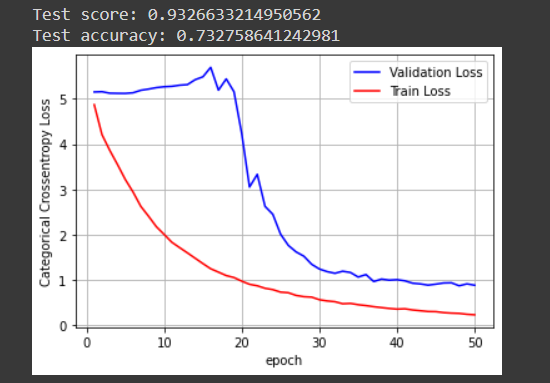 Test score: 0.9326633214950562
Test accuracy: 0.732758641242981
Validation Loss
Train Loss
Categorical Crossentropy Loss
5
4
3
2
1
0
0 10 20 30 40 50
epoch